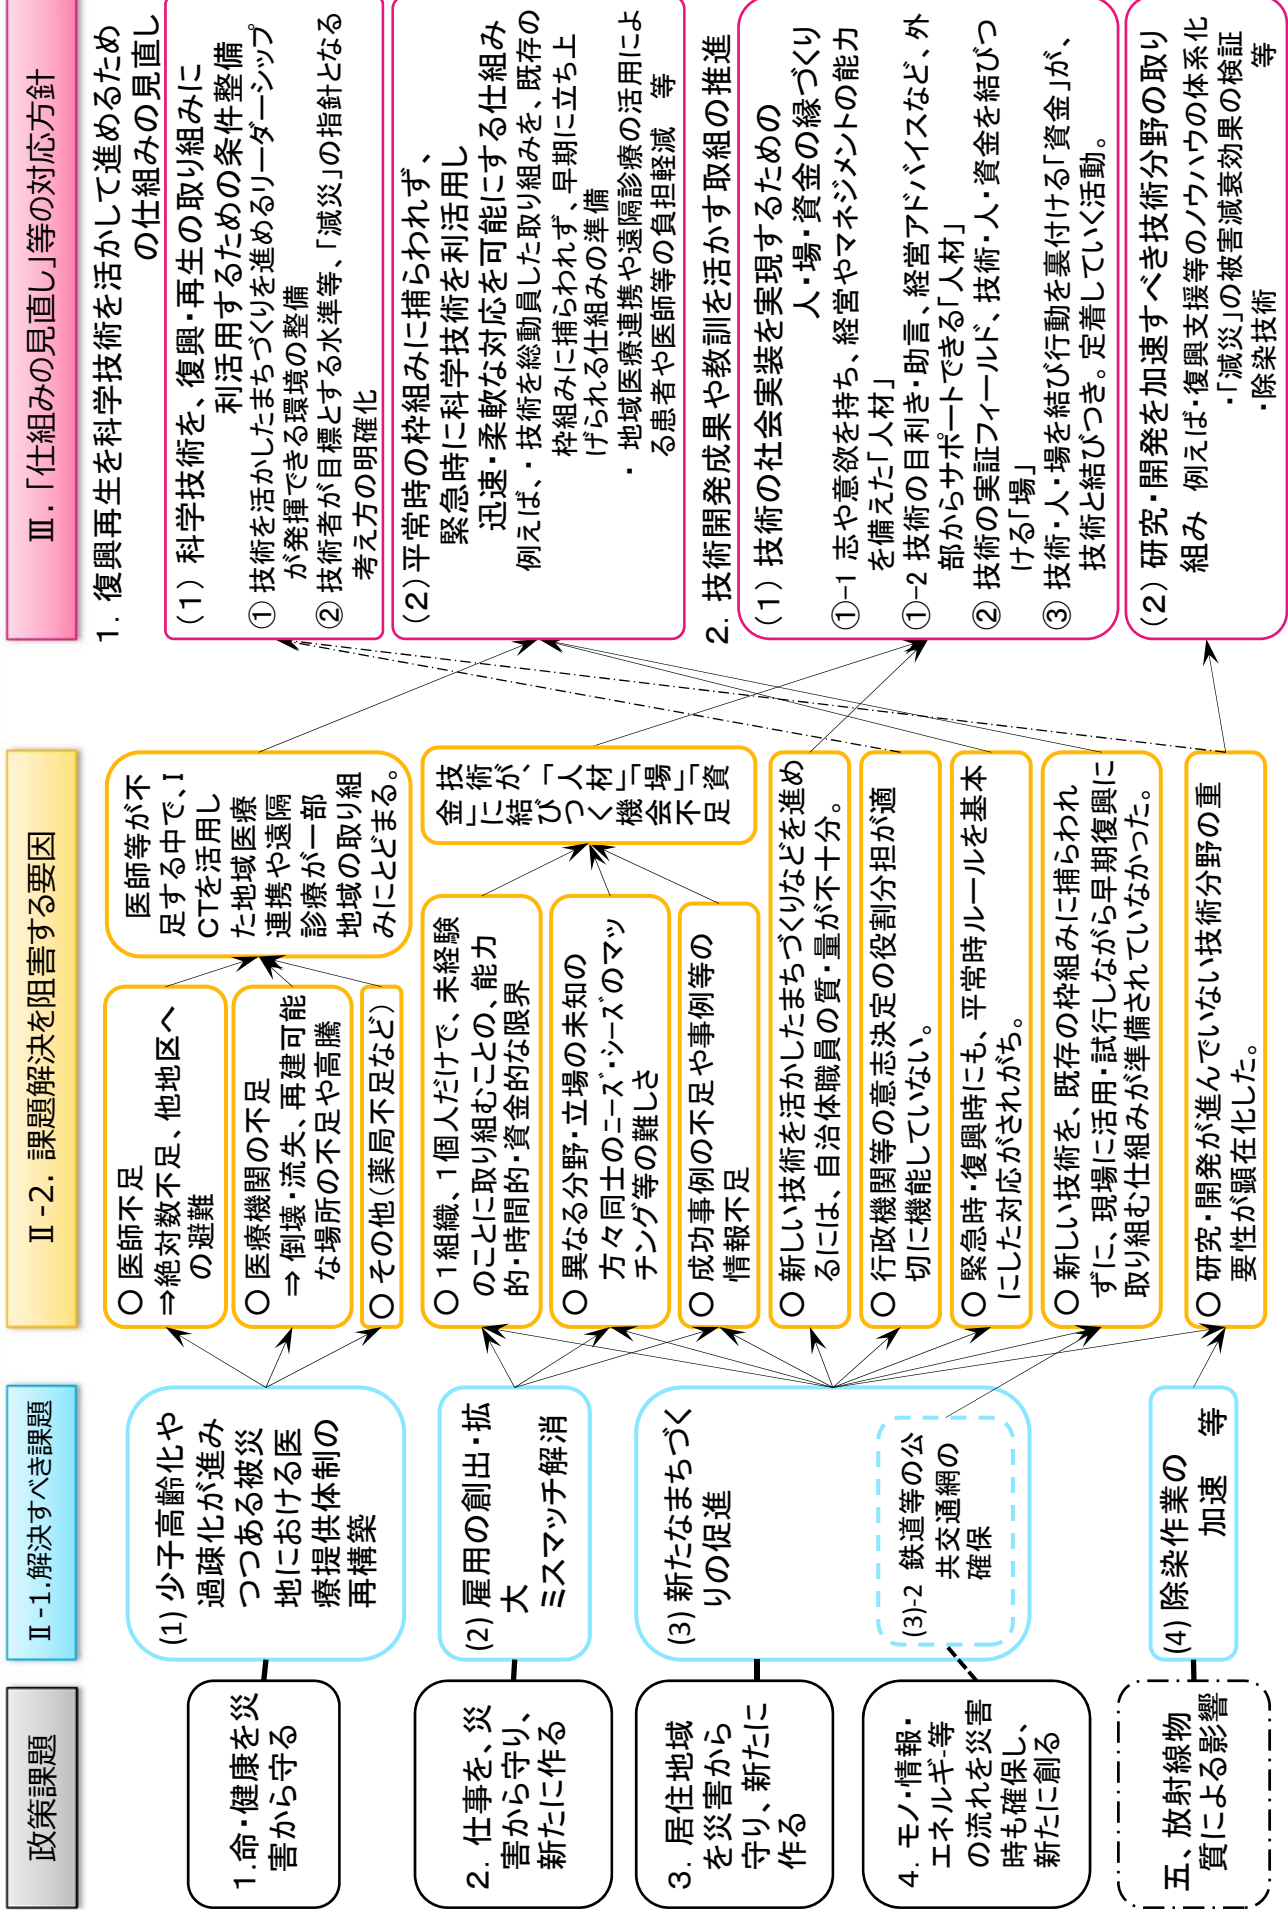 政策課題
1.命・健康を災
害から守る
2. 仕事を、災
害から守り、
新たに作る
3. 居住地域
を災害から
守り、新たに
作る
4. モノ・情報・
エネルギー等
の流れを災害
時も確保し、
新たに創る
五、放射線物
質による影響
Ⅱ-1.解決すべき課題
(1) 少子高齢化や
過疎化が進み
つつある被災
地における医
療提供体制の
再構築
(2) 雇用の創出・拡
大
ミスマッチ解消
(3) 新たなまちづく
りの促進
(3)-2 鉄道等の公
共交通網の
確保
(4) 除染作業の
加速 等
Ⅱ-2. 課題解決を阻害する要因
○ 医師不足
⇒絶対数不足、他地区へ
の避難
○ 医療機関の不足
⇒ 倒壊・流失、再建可能
な場所の不足や高騰
○ その他(薬局不足など)
医師等が不
足する中で、I
CTを活用し
た地域医療
連携や遠隔
診療が一部
地域の取り組
みにとどまる。
○ 1組織、1個人だけで、未経験
のことに取り組むことの、能力
的・時間的・資金的な限界
○ 異なる分野・立場の未知の
方々同士のニーズ・シーズのマッ
チング等の難しさ
○ 成功事例の不足や事例等の
情報不足
技術が、「人材」「場」「資
金」に結びつく機会不足
○ 新しい技術を活かしたまちづくりなどを進め
るには、自治体職員の質・量が不十分。
○ 行政機関等の意志決定の役割分担が適
切に機能していない。
○ 緊急時・復興時にも、平常時ルールを基本
にした対応がされがち。
○ 新しい技術を、既存の枠組みに捕らわれ
ずに、現場に活用・試行しながら早期復興に
取り組む仕組みが準備されていなかった。
○ 研究・開発が進んでいない技術分野の重
要性が顕在化した。
Ⅲ. 「仕組みの見直し」等の対応方針
1. 復興再生を科学技術を活かして進めるため
の仕組みの見直し
(1) 科学技術を、復興・再生の取り組みに
利活用するための条件整備
① 技術を活かしたまちづくりを進めるリーダーシップ
が発揮できる環境の整備
② 技術者が目標とする水準等、「減災」の指針となる
考え方の明確化
(2)平常時の枠組みに捕らわれず、
緊急時に科学技術を利活用し
迅速・柔軟な対応を可能にする仕組み
例えば、・技術を総動員した取り組みを、既存の
枠組みに捕らわれず、早期に立ち上
げられる仕組みの準備
・ 地域医療連携や遠隔診療の活用によ
る患者や医師等の負担軽減 等
2. 技術開発成果や教訓を活かす取組の推進
(1) 技術の社会実装を実現するための
人・場・資金の縁づくり
①-1 志や意欲を持ち、経営やマネジメントの能力
を備えた「人材」
①-2 技術の目利き・助言、経営アドバイスなど、外
部からサポートできる「人材」
② 技術の実証フィールド、技術・人・資金を結びつ
ける「場」
③ 技術・人・場を結び行動を裏付ける「資金」が、
技術と結びつき。定着していく活動。
(2) 研究・開発を加速すべき技術分野の取り
組み 例えば・復興支援等のノウハウの体系化
・「減災」の被害減衰効果の検証
・除染技術 等